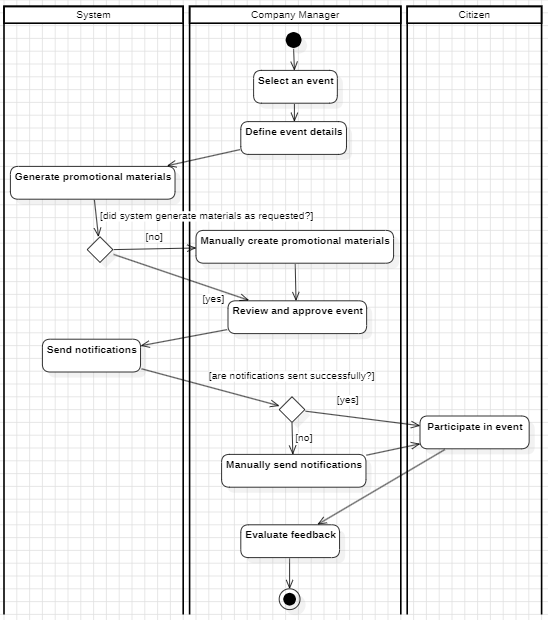 System
Company Manager
Citizen
Select an event
Define event details
Generate promotional materials
[did system generate materials as requested?]
[no]
Manually create promotional materials
[yes]
Review and approve event
Send notifications
[are notifications sent successfully?]
[yes]
Participate in event
[no]
Manually send notifications
Evaluate feedback